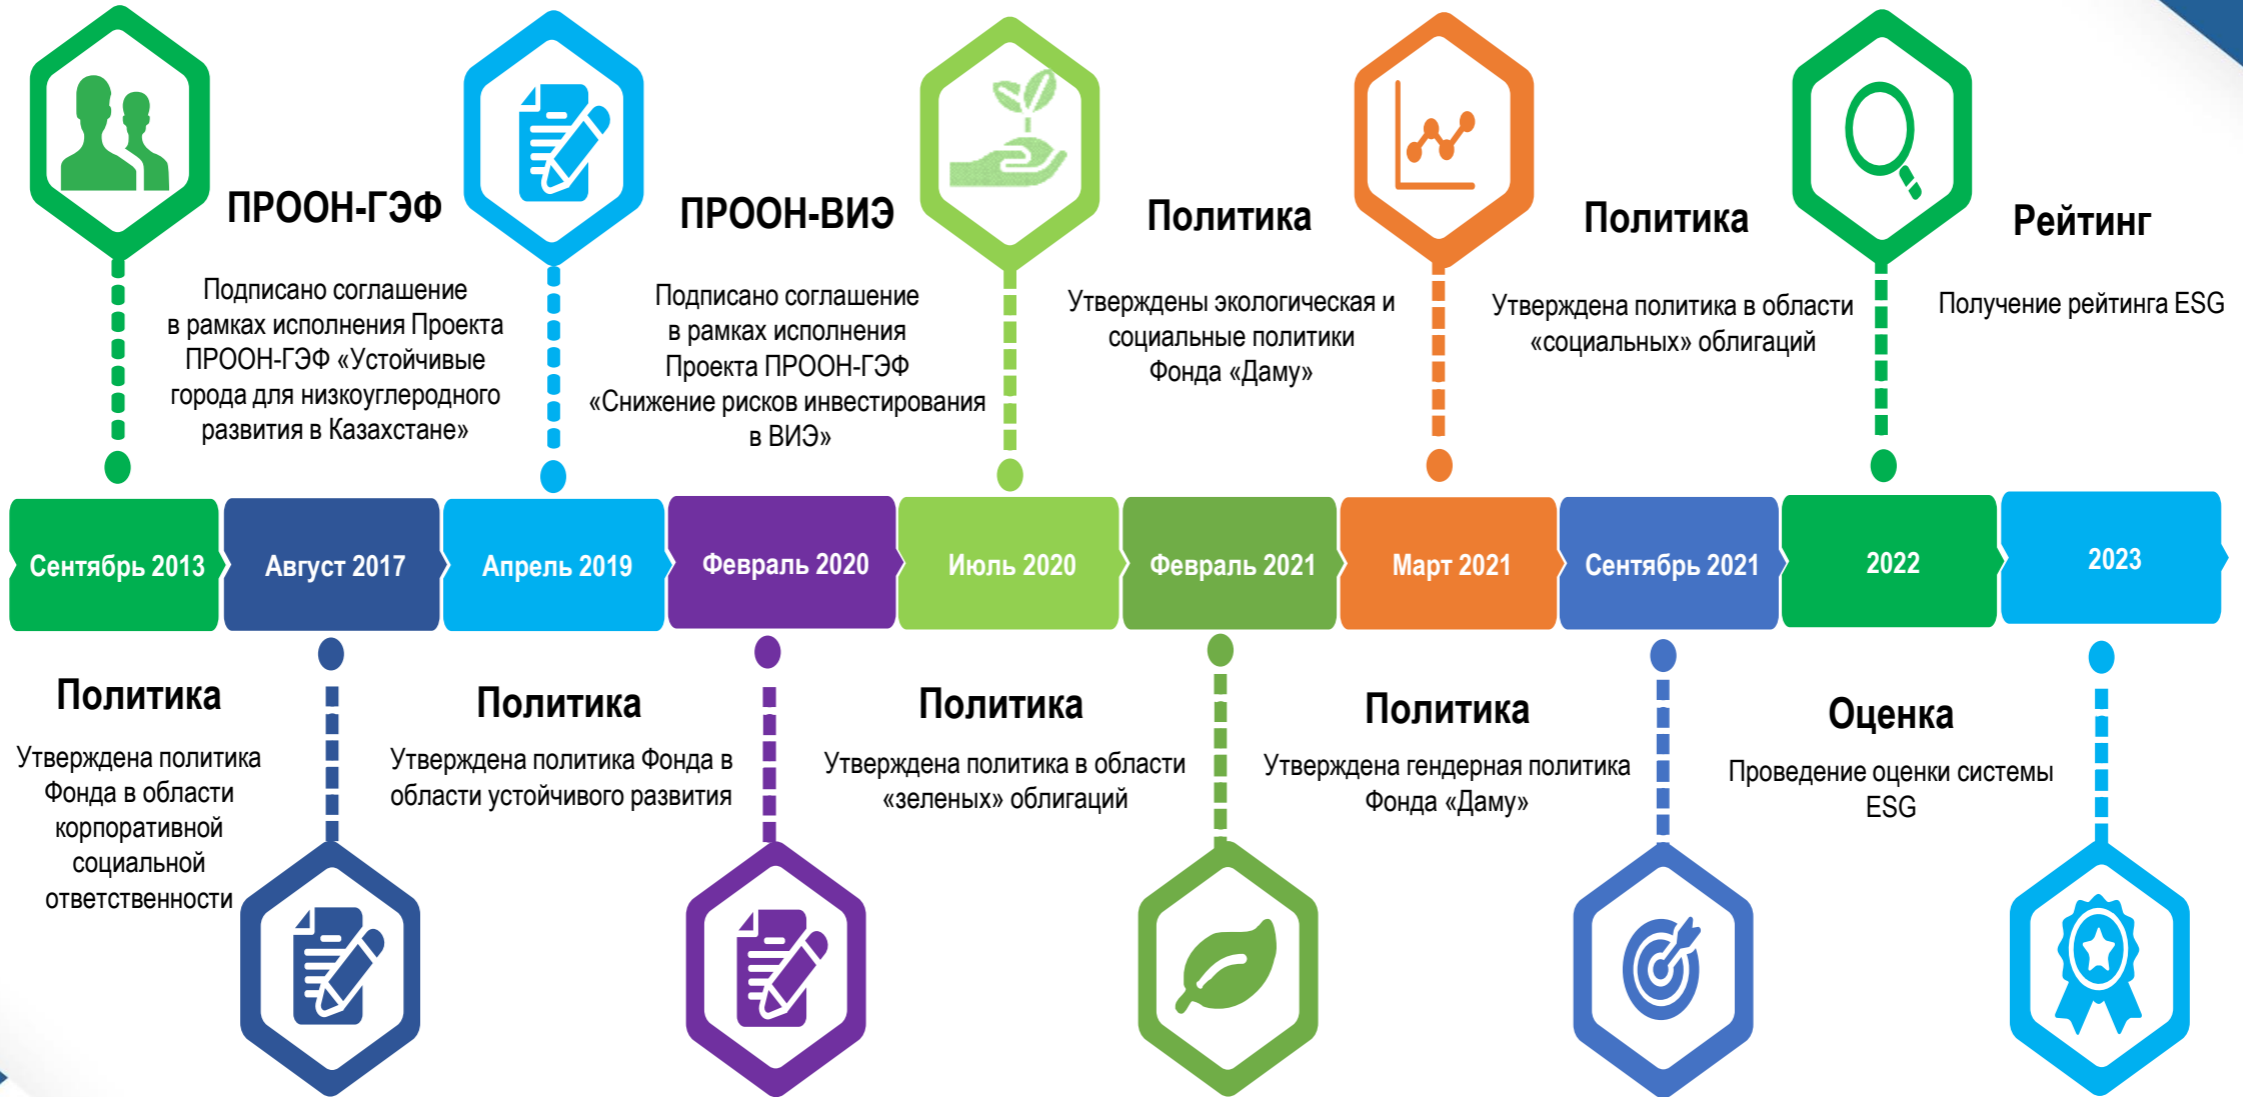 ПРООН-ГЭФ
Подписано соглашение
в рамках исполнения Проекта
ПРООН-ГЭФ «Устойчивые
города для низкоуглеродного
развития в Казахстане»
ПРООН-ВИЭ
Подписано соглашение
в рамках исполнения
Проекта ПРООН-ГЭФ
«Снижение рисков инвестирования
в ВИЭ»
Политика
Утверждены экологическая и
социальные политики
Фонда «Даму»
Политика
Утверждена политика в области
«социальных» облигаций
Рейтинг
Получение рейтинга ESG
Сентябрь 2013
Август 2017
Апрель 2019
Февраль 2020
Июль 2020
Февраль 2021
Март 2021
Сентябрь 2021
2022
2023
Политика
Утверждена политика
Фонда в области
корпоративной
социальной
ответственности
Политика
Утверждена политика Фонда в
области устойчивого развития
Политика
Утверждена политика в области
«зеленых» облигаций
Политика
Утверждена гендерная политика
Фонда «Даму»
Оценка
Проведение оценки системы
ESG